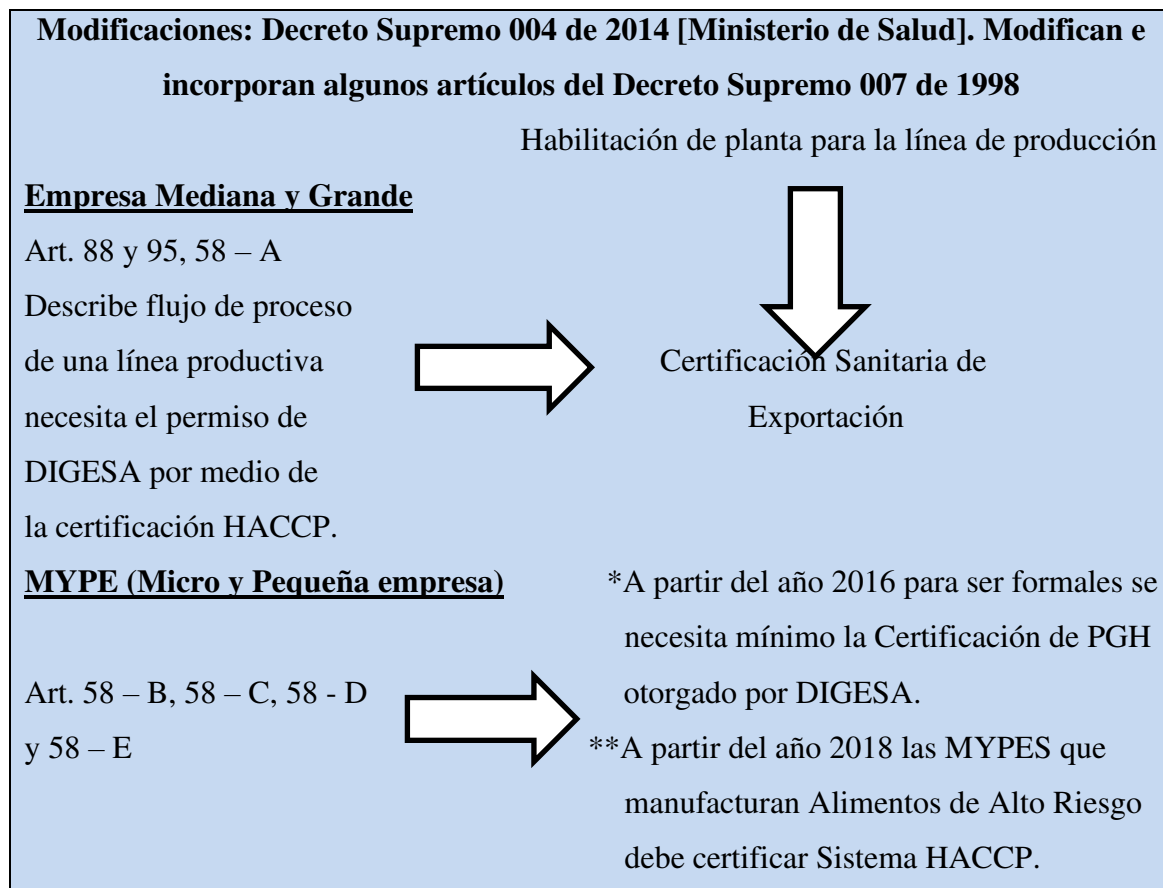 Modificaciones: Decreto Supremo 004 de 2014 [Ministerio de Salud]. Modifican e
incorporan algunos artículos del Decreto Supremo 007 de 1998
Habilitación de planta para la línea de producción
Empresa Mediana y Grande
Art. 88 y 95, 58 – A
Describe flujo de proceso
de una línea productiva
necesita el permiso de
DIGESA por medio de
la certificación HACCP.
Certificación Sanitaria de
Exportación
MYPE (Micro y Pequeña empresa)
Art. 58 – B, 58 – C, 58 - D
y 58 – E
*A partir del año 2016 para ser formales se
necesita mínimo la Certificación de PGH
otorgado por DIGESA.
**A partir del año 2018 las MYPES que
manufacturan Alimentos de Alto Riesgo
debe certificar Sistema HACCP.